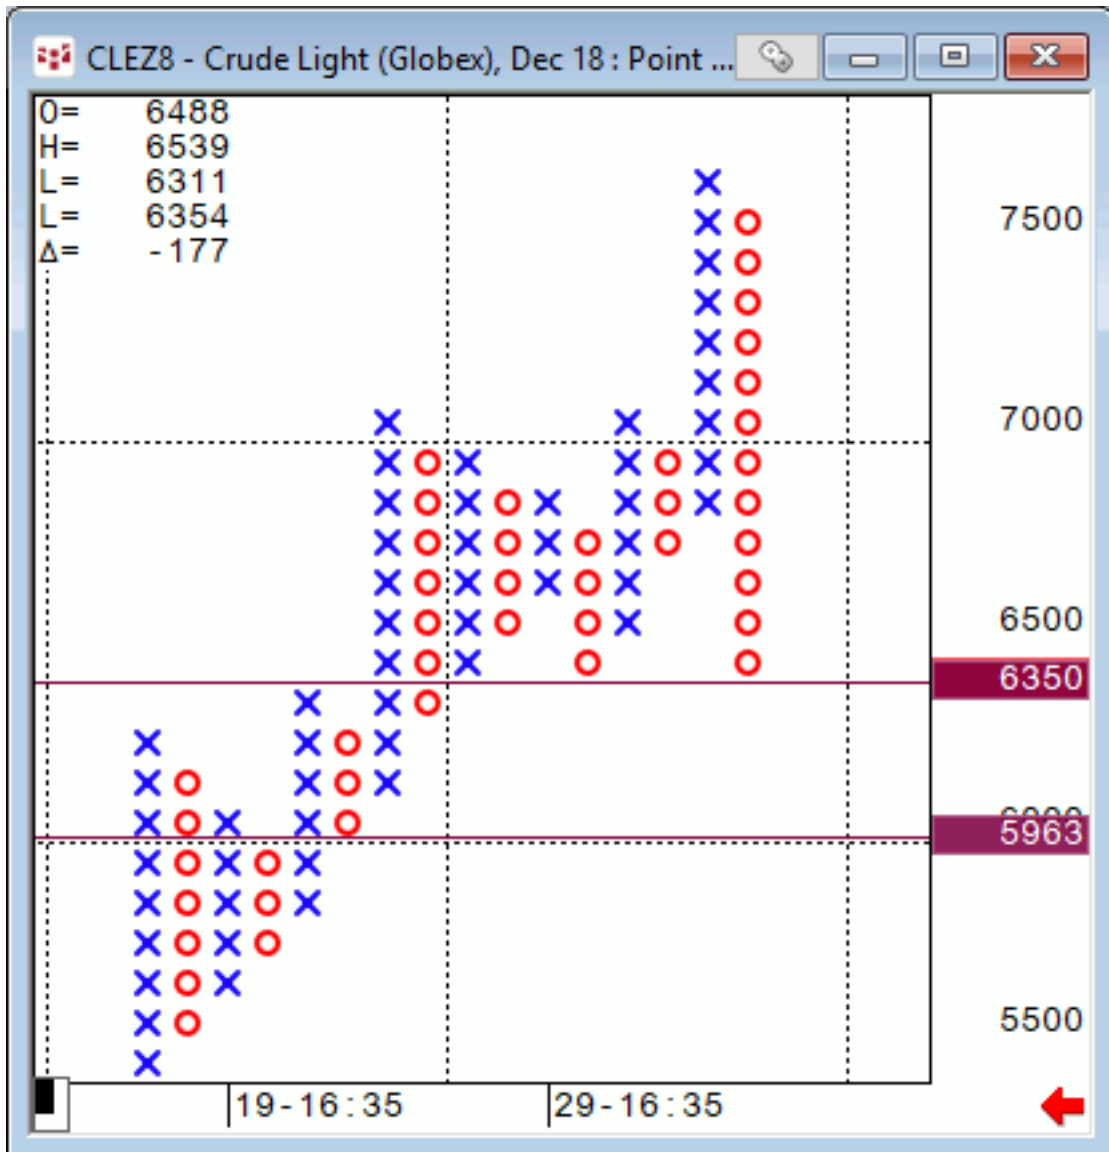 CLEZ8 - Crude Light (Globex), Dec 18 : Point ...
O= 6488
H= 6539
L= 6311
L= 6354
Δ= -177
7500
7000
6500
6350
5963
5500
19-16:35
29-16:35